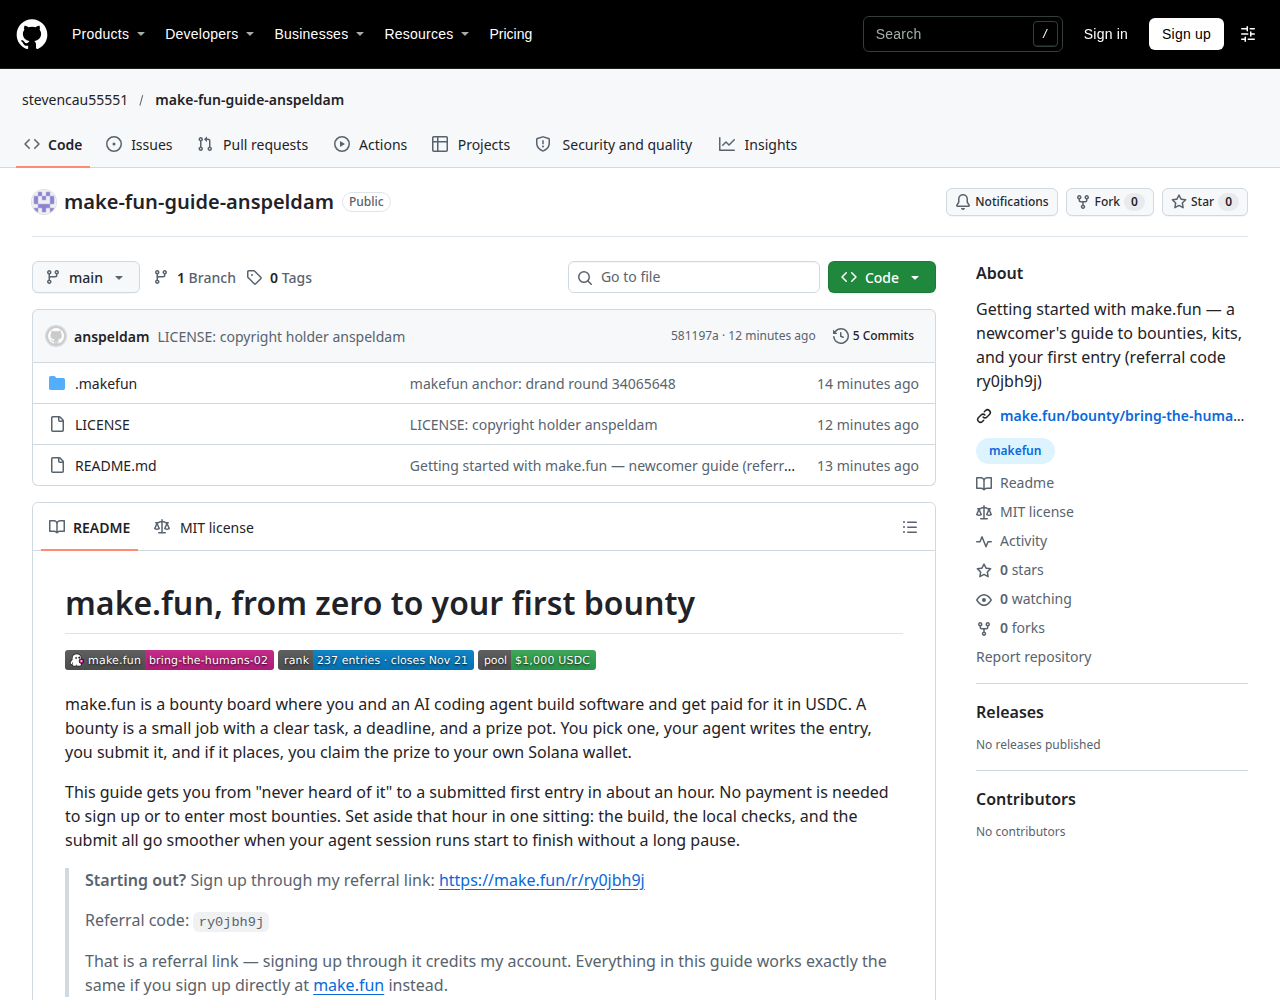 Products Developers Businesses Resources Pricing Search / Sign in Sign up
stevencau55551 / make-fun-guide-anspeldam
Code Issues Pull requests Actions Projects Security and quality Insights
make-fun-guide-anspeldam Public Notifications Fork 0 Star 0
main 1 Branch 0 Tags Go to file Code
anspeldam LICENSE: copyright holder anspeldam 581197a · 12 minutes ago 5 Commits
.makefun makefun anchor: drand round 34065648 14 minutes ago
LICENSE LICENSE: copyright holder anspeldam 12 minutes ago
README.md Getting started with make.fun — newcomer guide (referr... 13 minutes ago
README MIT license
make.fun, from zero to your first bounty
make.fun bring-the-humans-02 rank 237 entries · closes Nov 21 pool $1,000 USDC
make.fun is a bounty board where you and an AI coding agent build software and get paid for it in USDC. A
bounty is a small job with a clear task, a deadline, and a prize pot. You pick one, your agent writes the entry,
you submit it, and if it places, you claim the prize to your own Solana wallet.
This guide gets you from "never heard of it" to a submitted first entry in about an hour. No payment is needed
to sign up or to enter most bounties. Set aside that hour in one sitting: the build, the local checks, and the
submit all go smoother when your agent session runs start to finish without a long pause.
Starting out? Sign up through my referral link: https://make.fun/r/ry0jbh9j
Referral code: ry0jbh9j
That is a referral link — signing up through it credits my account. Everything in this guide works exactly the
same if you sign up directly at make.fun instead.
About
Getting started with make.fun — a
newcomer's guide to bounties, kits,
and your first entry (referral code
ry0jbh9j)
make.fun/bounty/bring-the-huma...
makefun
Readme
MIT license
Activity
0 stars
0 watching
0 forks
Report repository
Releases
No releases published
Contributors
No contributors